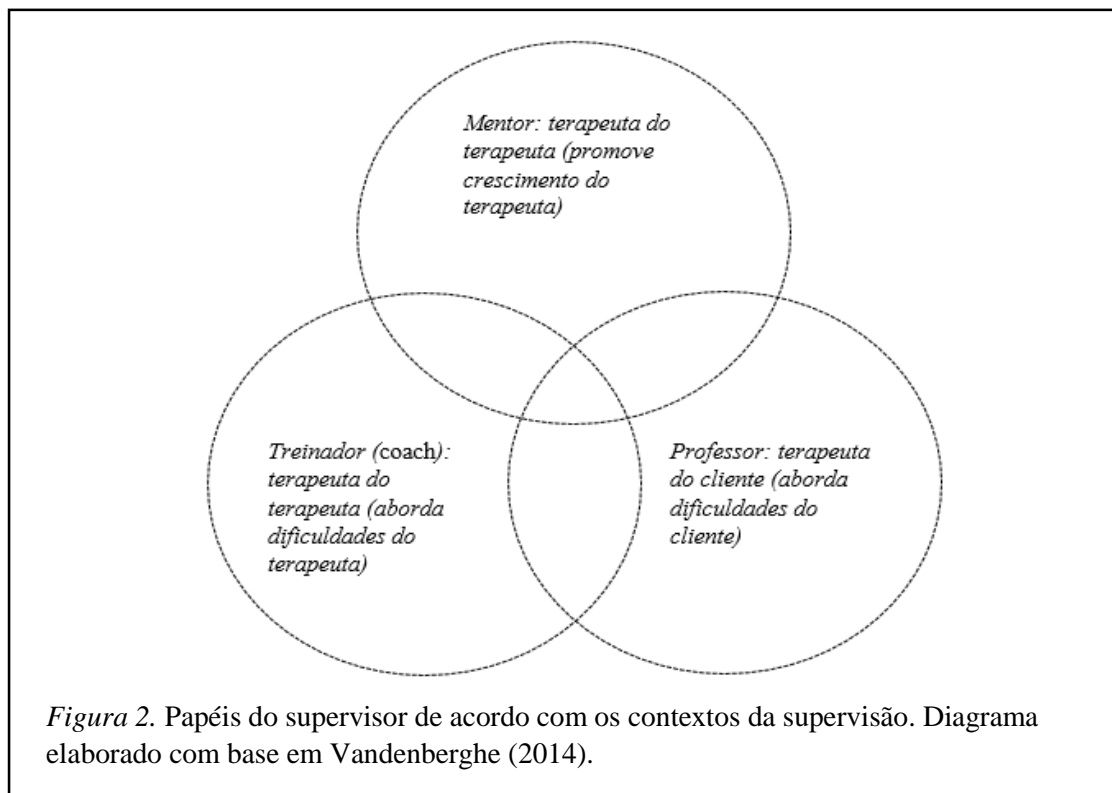 Mentor: terapeuta do
terapeuta (promove
crescimento do
terapeuta)
Treinador (coach):
terapeuta do
terapeuta (aborda
dificuldades do
terapeuta)
Professor: terapeuta
do cliente (aborda
dificuldades do
cliente)
Figura 2. Papéis do supervisor de acordo com os contextos da supervisão. Diagrama
elaborado com base em Vandenberghe (2014).